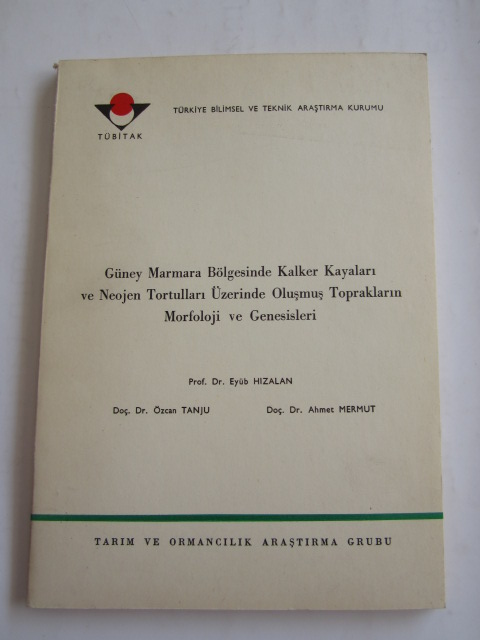 TÜBİTAK
TÜRKİYE BİLİMSEL VE TEKNİK ARAŞTIRMA KURUMU
Güney Marmara Bölgesinde Kalker Kayaları
ve Neojen Tortulları Üzerinde Oluşmuş Toprakların
Morfoloji ve Genesisleri
Prof. Dr. Eyüb HIZALAN
Doç. Dr. Özcan TANJU Doç. Dr. Ahmet MERMUT
TARIM VE ORMANCILIK ARAŞTIRMA GRUBU